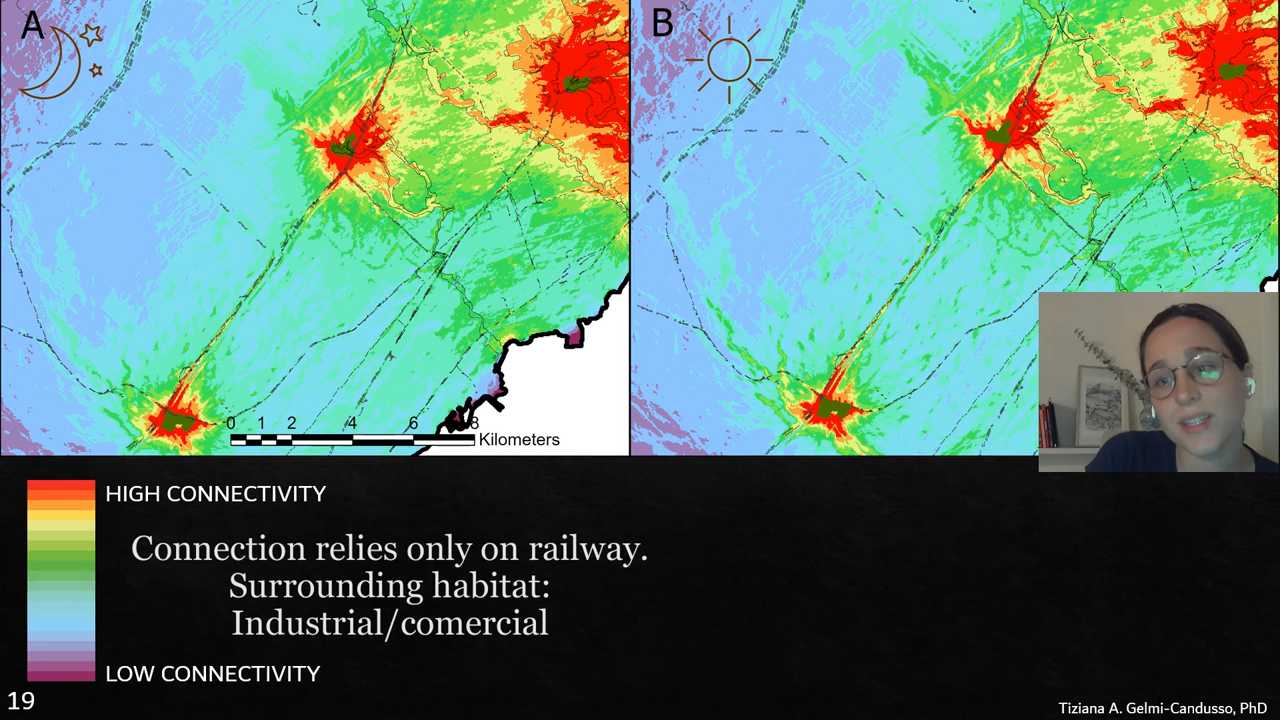 A
B
0 1 2 4 6 8
Kilometers
HIGH CONNECTIVITY
Connection relies only on railway.
Surrounding habitat:
Industrial/comercial
LOW CONNECTIVITY
19
Tiziana A. Gelmi-Candusso, PhD